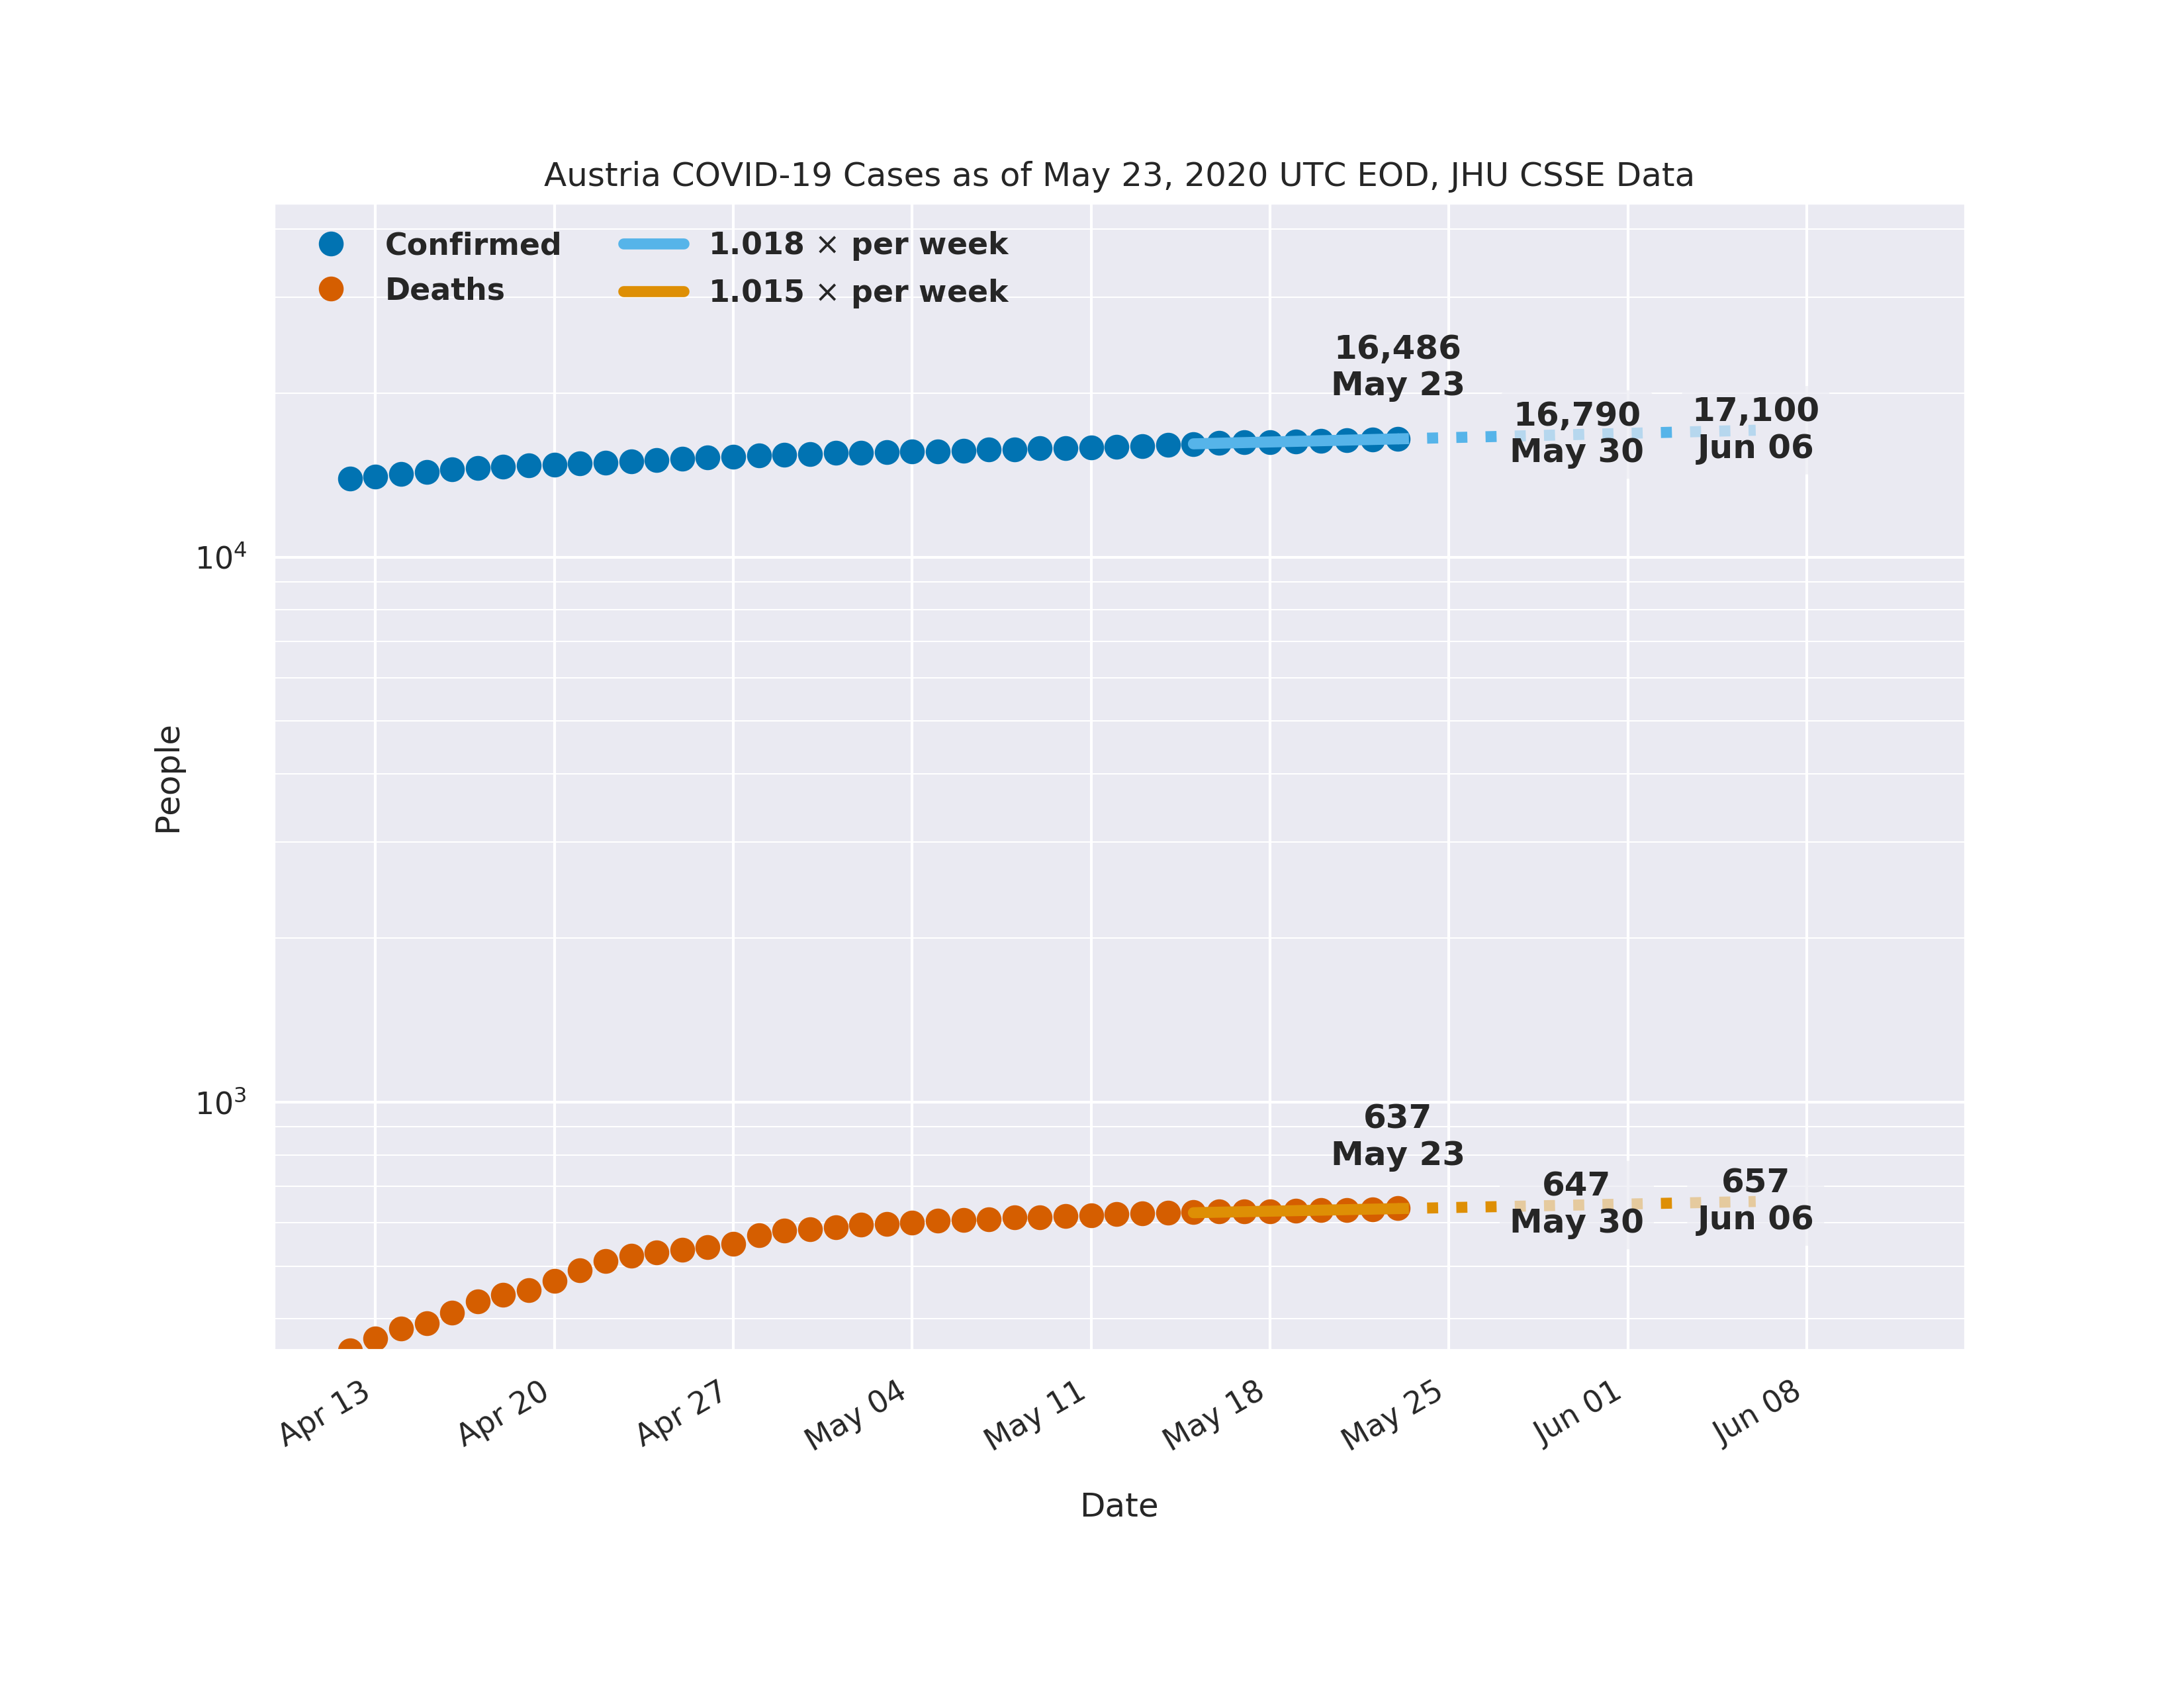 Austria COVID-19 Cases as of May 23, 2020 UTC EOD, JHU CSSE Data
Confirmed
Deaths
1.018 × per week
1.015 × per week
16,486
May 23
16,790
May 30
17,100
Jun 06
10⁴
People
10³
637
May 23
647
May 30
657
Jun 06
Apr 13
Apr 20
Apr 27
May 04
May 11
May 18
May 25
Jun 01
Jun 08
Date